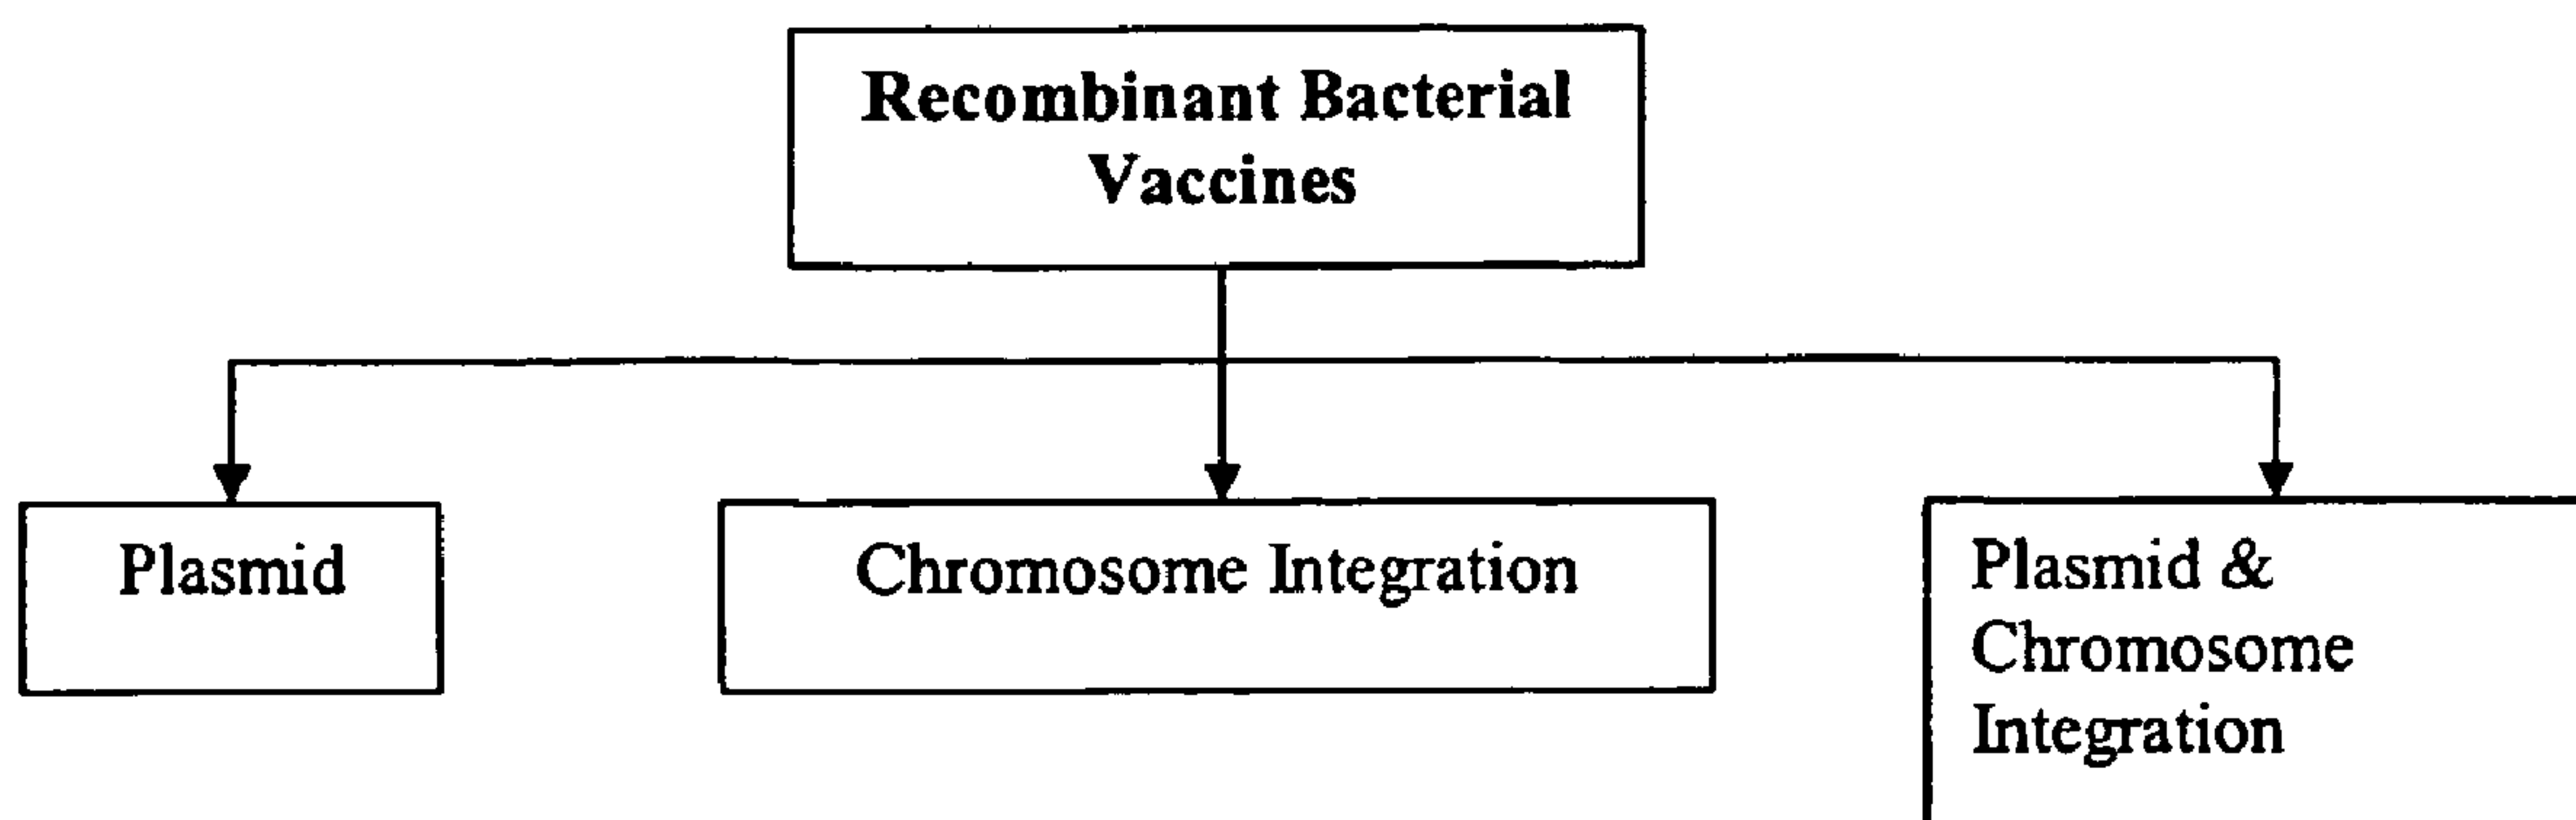 Recombinant Bacterial
Vaccines
Plasmid
Chromosome Integration
Plasmid &
Chromosome
Integration